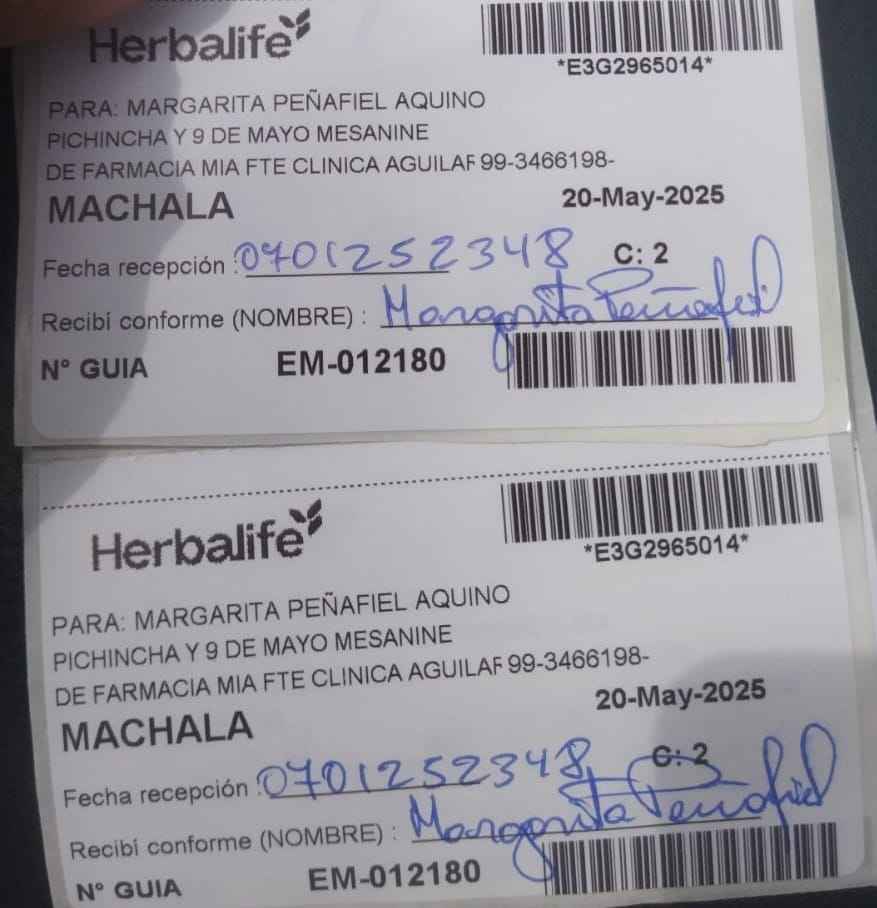 Herbalife
*E3G2965014*
PARA: MARGARITA PEÑAFIEL AQUINO
PICHINCHA Y 9 DE MAYO MESANINE
DE FARMACIA MIA FTE CLINICA AGUILAR 99-3466198-
MACHALA 20-May-2025
Fecha recepción : 0701252348 C: 2
Recibí conforme (NOMBRE) : Margarita Peñafiel
N° GUIA EM-012180
Herbalife
*E3G2965014*
PARA: MARGARITA PEÑAFIEL AQUINO
PICHINCHA Y 9 DE MAYO MESANINE
DE FARMACIA MIA FTE CLINICA AGUILAR 99-3466198-
MACHALA 20-May-2025
Fecha recepción : 0701252348 C: 2
Recibí conforme (NOMBRE) : Margarita Peñafiel
N° GUIA EM-012180